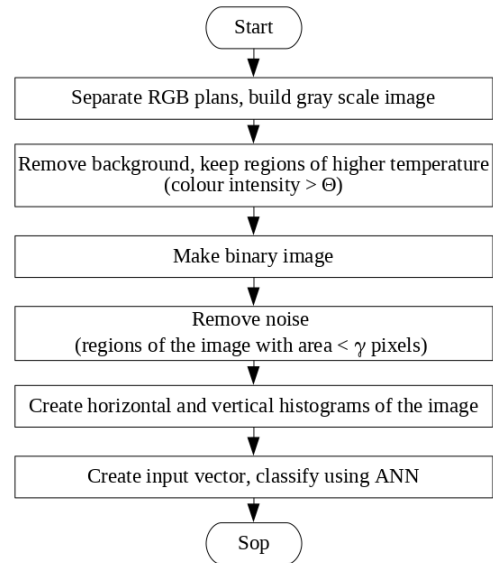 Start
Separate RGB plans, build gray scale image
Remove background, keep regions of higher temperature
(colour intensity > Θ)
Make binary image
Remove noise
(regions of the image with area < γ pixels)
Create horizontal and vertical histograms of the image
Create input vector, classify using ANN
Sop